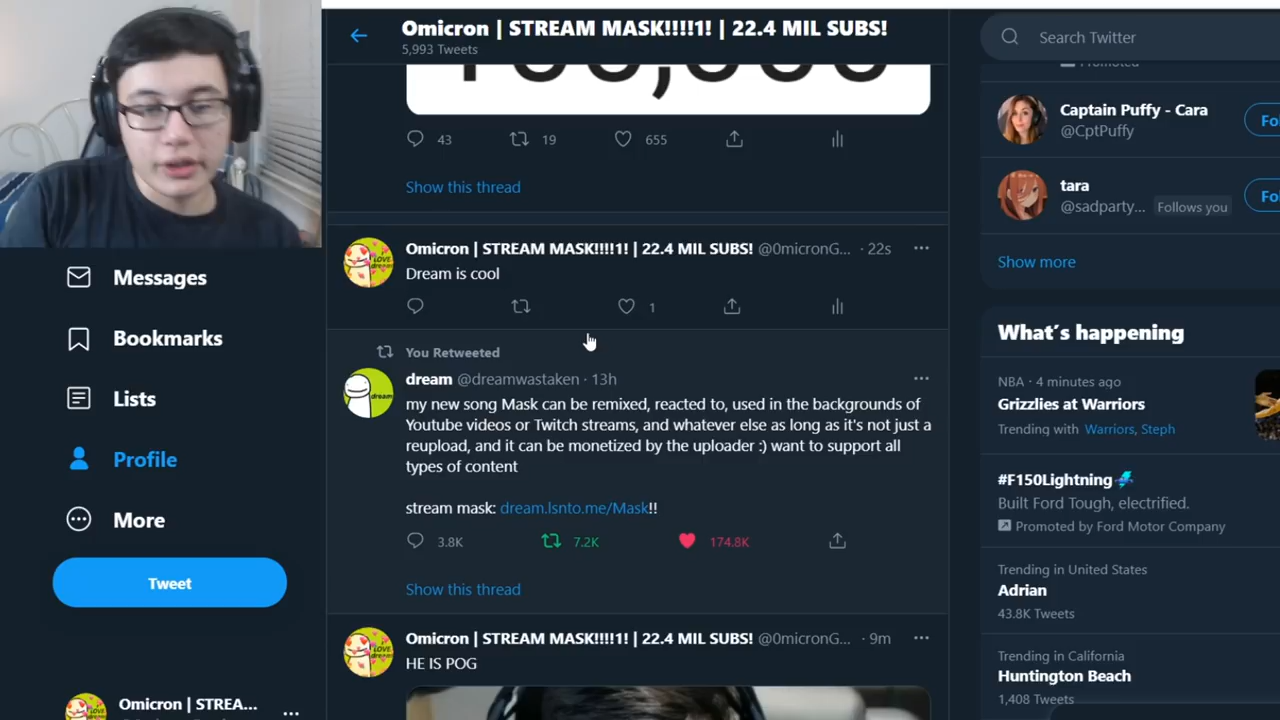 Omicron | STREAM MASK!!!!1! | 22.4 MIL SUBS!
5,993 Tweets
Search Twitter
Promoted
43 19 655
Show this thread
Captain Puffy - Cara
@CptPuffy
Fo
tara
@sadparty... Follows you
Fo
Show more
Omicron | STREAM MASK!!!!1! | 22.4 MIL SUBS! @0micronG... · 22s
Dream is cool
1
You Retweeted
dream @dreamwastaken · 13h
my new song Mask can be remixed, reacted to, used in the backgrounds of
Youtube videos or Twitch streams, and whatever else as long as it's not just a
reupload, and it can be monetized by the uploader :) want to support all
types of content
stream mask: dream.lsnto.me/Mask!!
3.8K 7.2K 174.8K
Show this thread
Omicron | STREAM MASK!!!!1! | 22.4 MIL SUBS! @0micronG... · 9m
HE IS POG
Messages
Bookmarks
Lists
Profile
More
Tweet
Omicron | STREA...
What's happening
NBA · 4 minutes ago
Grizzlies at Warriors
Trending with Warriors, Steph
#F150Lightning
Built Ford Tough, electrified.
Promoted by Ford Motor Company
Trending in United States
Adrian
43.8K Tweets
Trending in California
Huntington Beach
1,408 Tweets